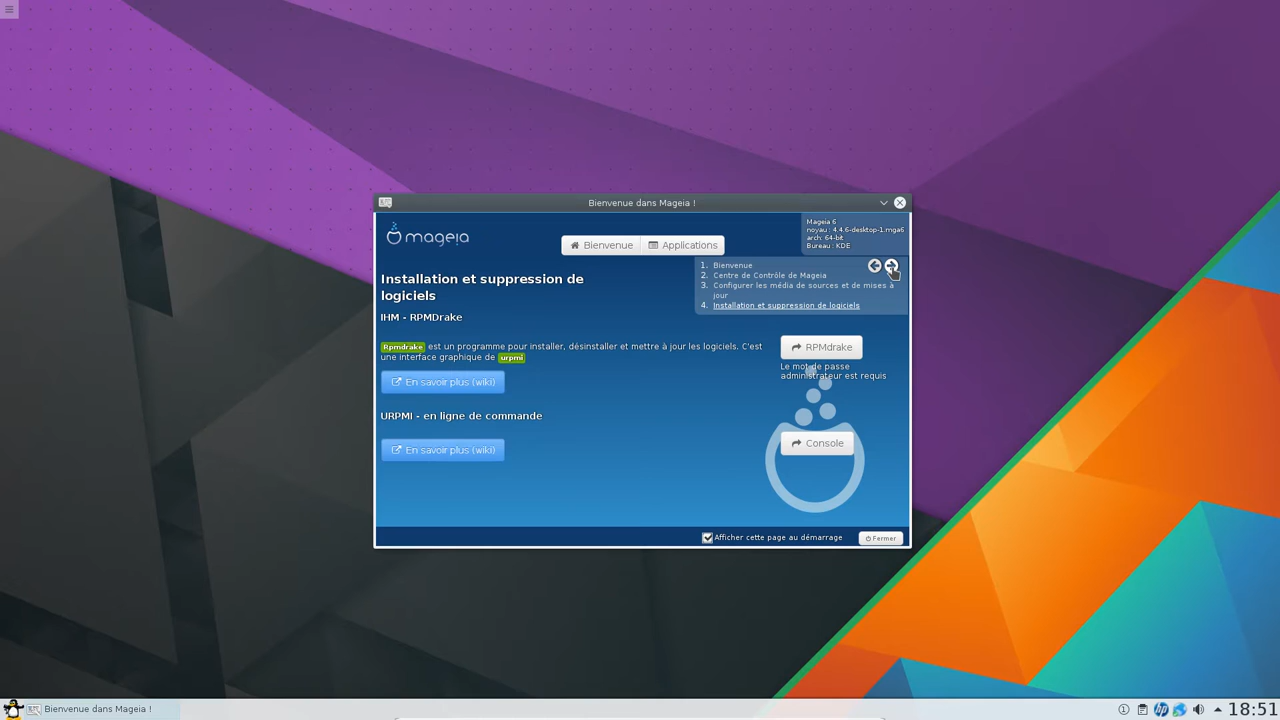 Bienvenue dans Mageia !
mageia
Bienvenue
Applications
Mageia 6
noyau : 4.4.6-desktop-1.mga6
arch: 64-bit
Bureau : KDE
1. Bienvenue
2. Centre de Contrôle de Mageia
3. Configurer les média de sources et de mises à
jour
4. Installation et suppression de logiciels
Installation et suppression de
logiciels
IHM - RPMDrake
Rpmdrake est un programme pour installer, désinstaller et mettre à jour les logiciels. C'est
une interface graphique de urpmi
RPMdrake
Le mot de passe
administrateur est requis
En savoir plus (wiki)
URPMI - en ligne de commande
Console
En savoir plus (wiki)
Afficher cette page au démarrage
Fermer
Bienvenue dans Mageia !
18:51